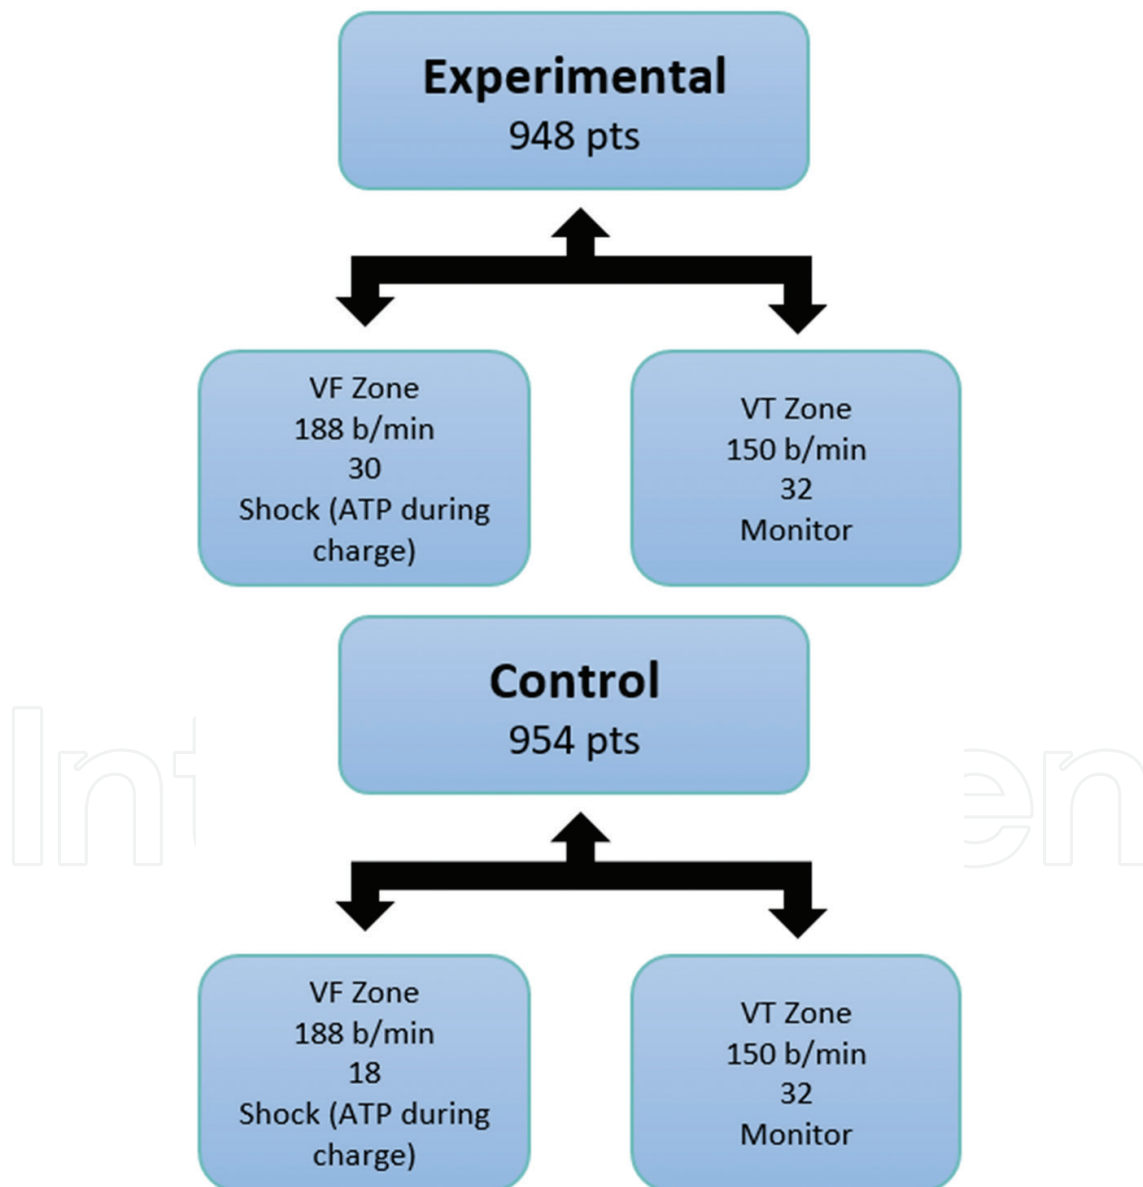 Experimental
948 pts
VF Zone
188 b/min
30
Shock (ATP during
charge)
VT Zone
150 b/min
32
Monitor
Control
954 pts
VF Zone
188 b/min
18
Shock (ATP during
charge)
VT Zone
150 b/min
32
Monitor